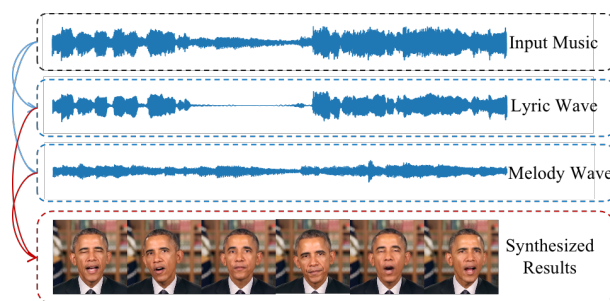 Input Music
Lyric Wave
Melody Wave
Synthesized
Results